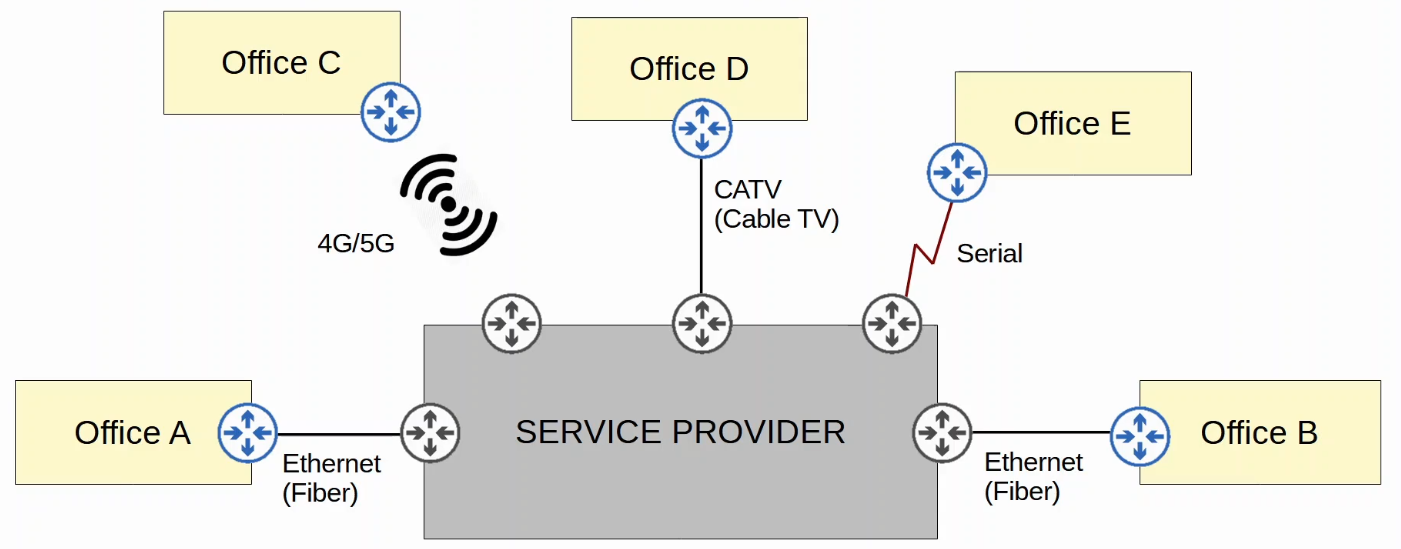 Office C
Office D
Office E
CATV
(Cable TV)
4G/5G
Serial
Office A
SERVICE PROVIDER
Office B
Ethernet
(Fiber)
Ethernet
(Fiber)